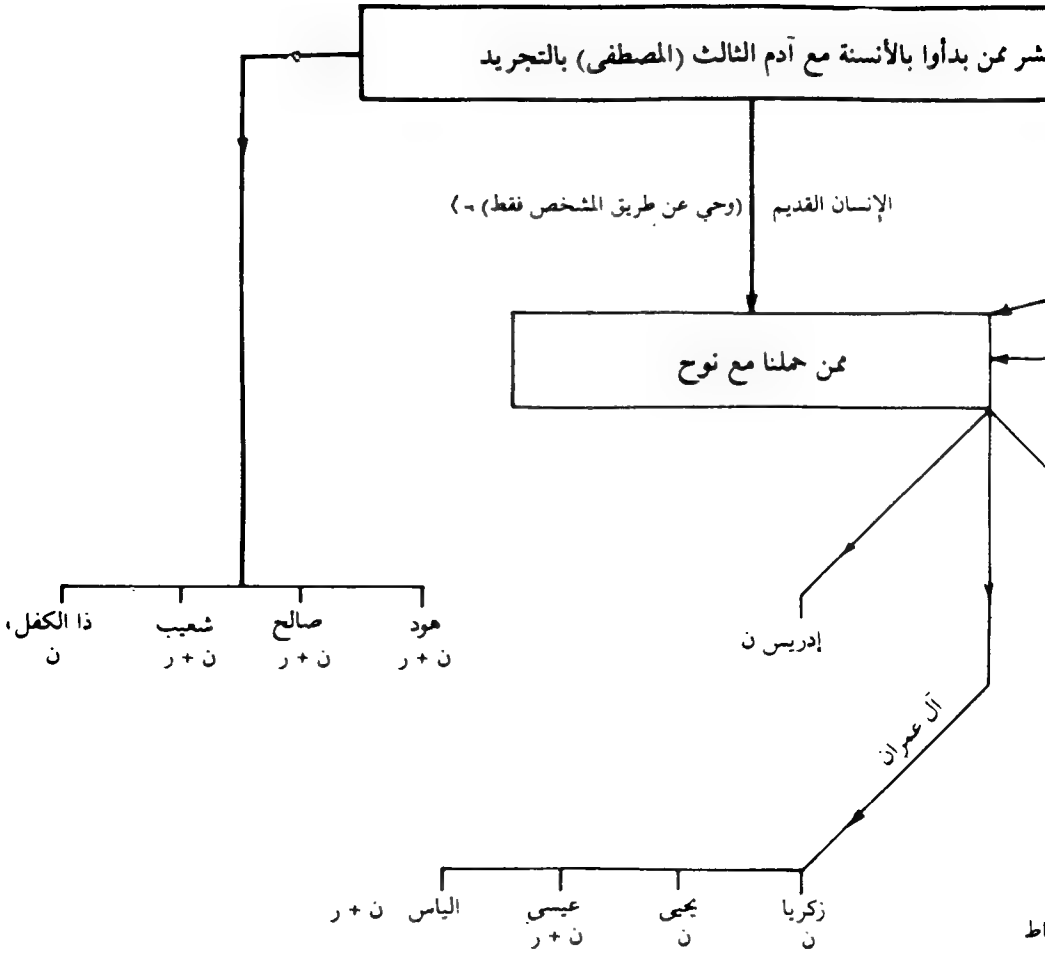 شر ممن بدأوا بالأنسنة مع آدم الثالث (المصطفى) بالتجريد
الإنسان القديم (وحي عن طريق المشخص فقط)
ممن حملنا مع نوح
هود صالح شعيب ذا الكفل،
ن + ر ن + ر ن + ر ن
إدريس ن
آل عمران
زكريا يحيى عيسى الياس ن + ر
ن ن ن + ر
اط